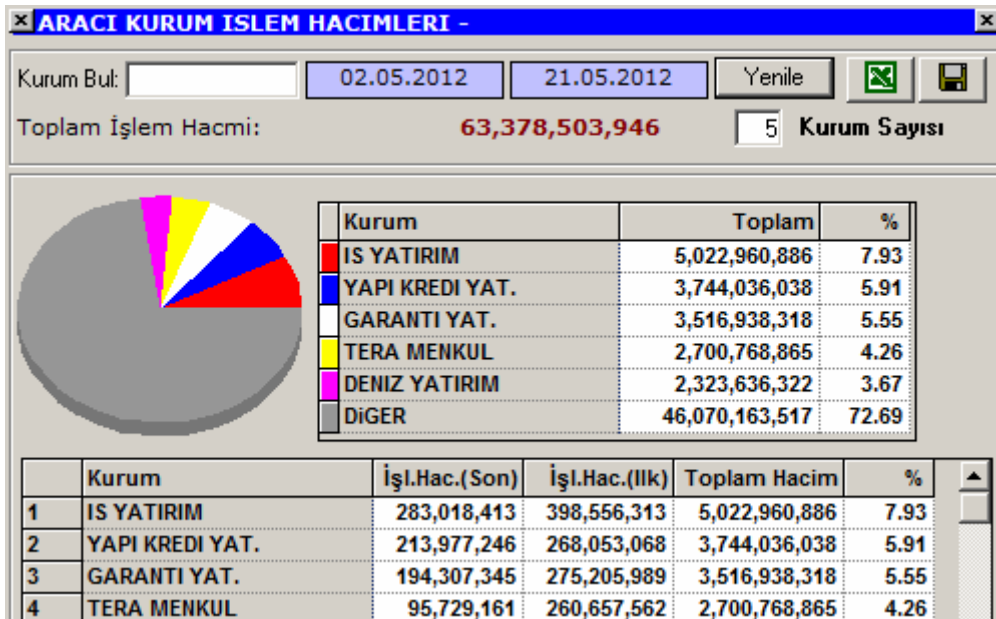 ARACI KURUM ISLEM HACIMLERI -
Kurum Bul: 02.05.2012 21.05.2012 Yenile
Toplam İşlem Hacmi: 63,378,503,946 5 Kurum Sayısı
Kurum Toplam %
IS YATIRIM 5,022,960,886 7.93
YAPI KREDI YAT. 3,744,036,038 5.91
GARANTI YAT. 3,516,938,318 5.55
TERA MENKUL 2,700,768,865 4.26
DENIZ YATIRIM 2,323,636,322 3.67
DiGER 46,070,163,517 72.69
Kurum İşl.Hac.(Son) İşl.Hac.(Ilk) Toplam Hacim %
1 IS YATIRIM 283,018,413 398,556,313 5,022,960,886 7.93
2 YAPI KREDI YAT. 213,977,246 268,053,068 3,744,036,038 5.91
3 GARANTI YAT. 194,307,345 275,205,989 3,516,938,318 5.55
4 TERA MENKUL 95,729,161 260,657,562 2,700,768,865 4.26